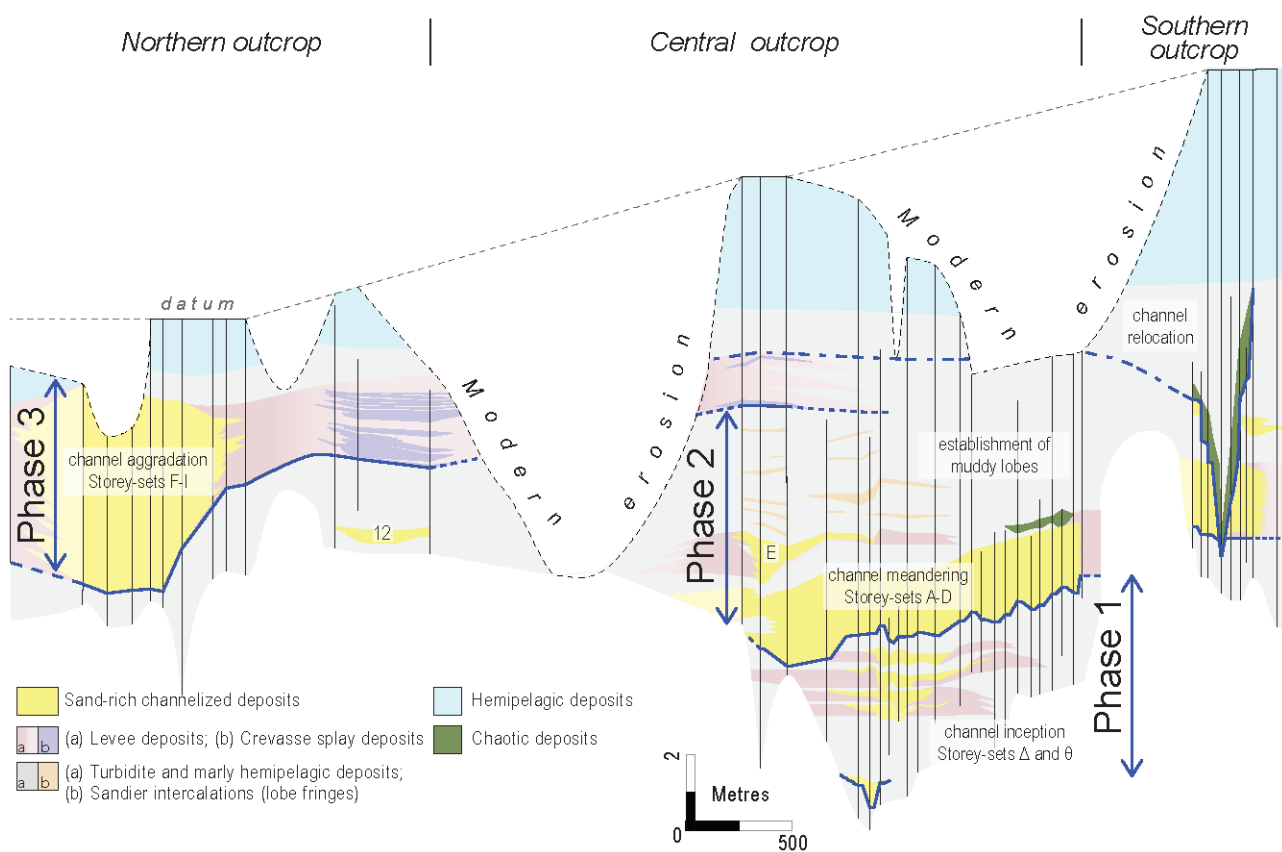 Northern outcrop
Central outcrop
Southern
outcrop
Modern
erosion
Modern
erosion
datum
channel
relocation
Phase 3
channel aggradation
Storey-sets F-I
12
Phase 2
establishment of
muddy lobes
E
channel meandering
Storey-sets A-D
Phase 1
channel inception
Storey-sets Δ and θ
Sand-rich channelized deposits
Hemipelagic deposits
a b (a) Levee deposits; (b) Crevasse splay deposits
Chaotic deposits
a b (a) Turbidite and marly hemipelagic deposits;
(b) Sandier intercalations (lobe fringes)
2
Metres
0
500